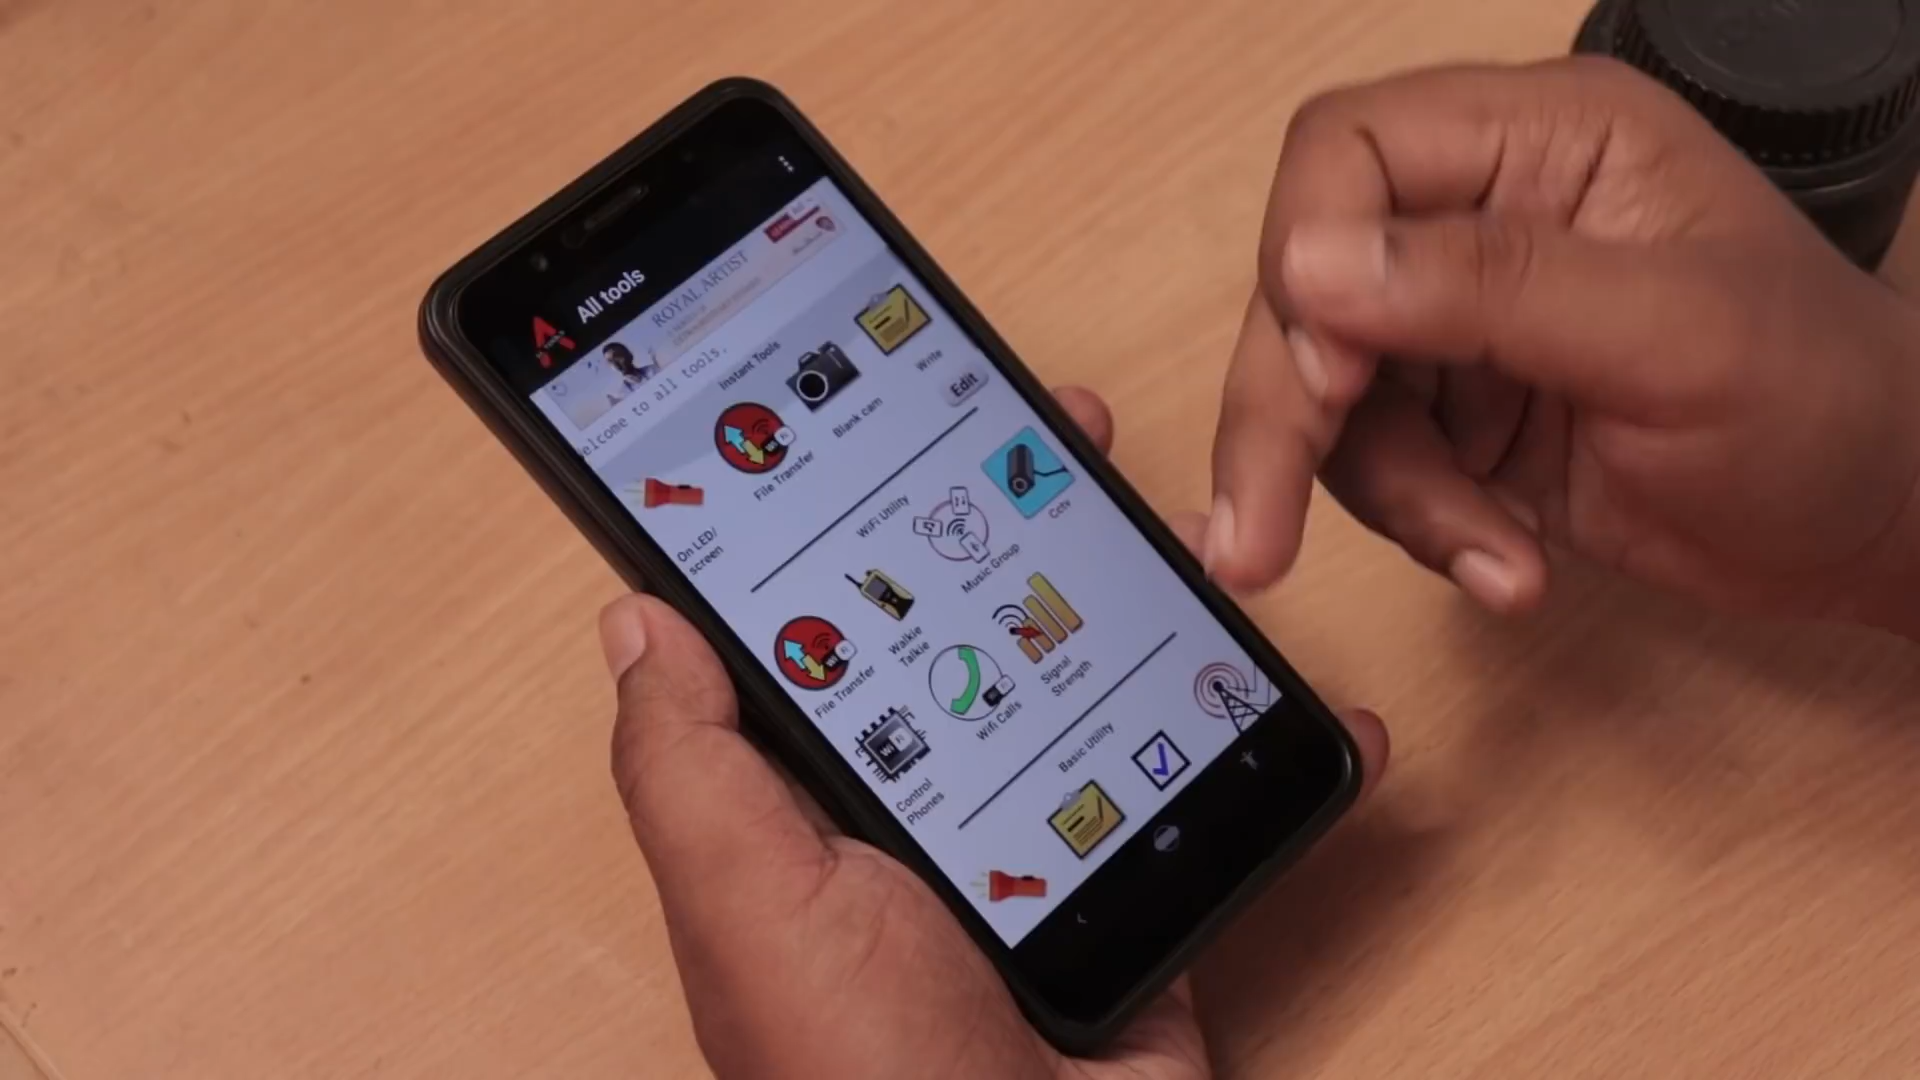 All tools
ROYAL ARTIST
elcome to all tools,
Instant Tools
On LED/
screen
File Transfer
Blank cam
Write
Edit
WiFi Utility
File Transfer
Walkie
Talkie
Music Group
Cctv
Control
Phones
Wifi Calls
Signal
Strength
Basic Utility